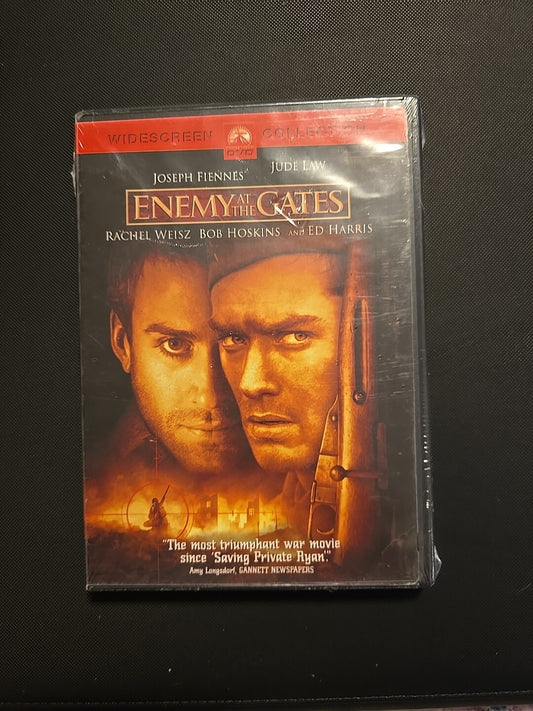 WIDESCREEN COLLECTION
DVD
JOSEPH FIENNES JUDE LAW
ENEMY AT THE GATES
RACHEL WEISZ BOB HOSKINS AND ED HARRIS
"The most triumphant war movie
since 'Saving Private Ryan'."
Amy Longsdorf, GANNETT NEWSPAPERS